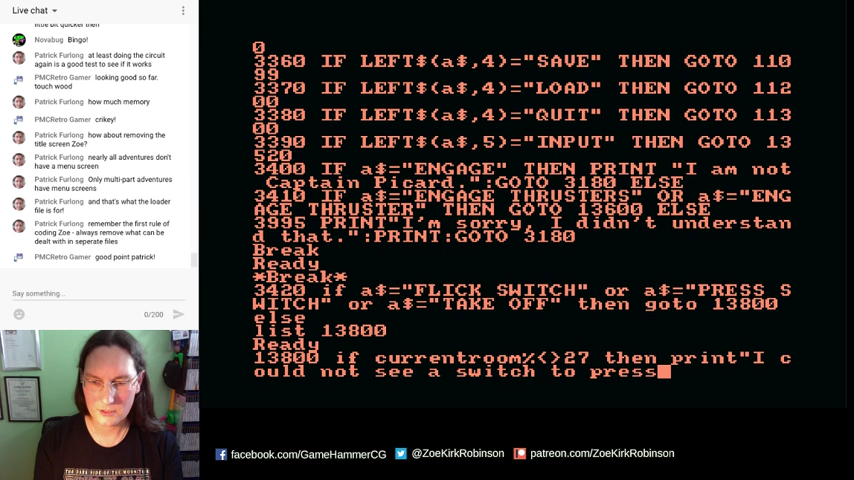 Live chat
little bit quicker then
Novabug Bingo!
Patrick Furlong at least doing the circuit
again is a good test to see if it works
PMCRetro Gamer looking good so far.
touch wood
Patrick Furlong how much memory
PMCRetro Gamer crikey!
Patrick Furlong how about removing the
title screen Zoe?
Patrick Furlong nearly all adventures don't
have a menu screen
Patrick Furlong Only multi-part adventures
have menu screens
Patrick Furlong and that's what the loader
file is for!
Patrick Furlong remember the first rule of
coding Zoe - always remove what can be
dealt with in seperate files
PMCRetro Gamer good point patrick!
Say something...
0/200
0
3360 IF LEFT$(a$,4)="SAVE" THEN GOTO 110
99
3370 IF LEFT$(a$,4)="LOAD" THEN GOTO 112
00
3380 IF LEFT$(a$,4)="QUIT" THEN GOTO 113
00
3390 IF LEFT$(a$,5)="INPUT" THEN GOTO 13
520
3400 IF a$="ENGAGE" THEN PRINT "I am not
Captain Picard.":GOTO 3180 ELSE
3410 IF a$="ENGAGE THRUSTERS" OR a$="ENG
AGE THRUSTER" THEN GOTO 13600 ELSE
3995 PRINT"I'm sorry, I didn't understan
d that.":PRINT:GOTO 3180
Break
Ready
*Break*
3420 if a$="FLICK SWITCH" or a$="PRESS S
WITCH" or a$="TAKE OFF" then goto 13800
else
list 13800
Ready
13800 if currentroom%<>27 then print"I c
ould not see a switch to press
facebook.com/GameHammerCG @ZoeKirkRobinson patreon.com/ZoeKirkRobinson